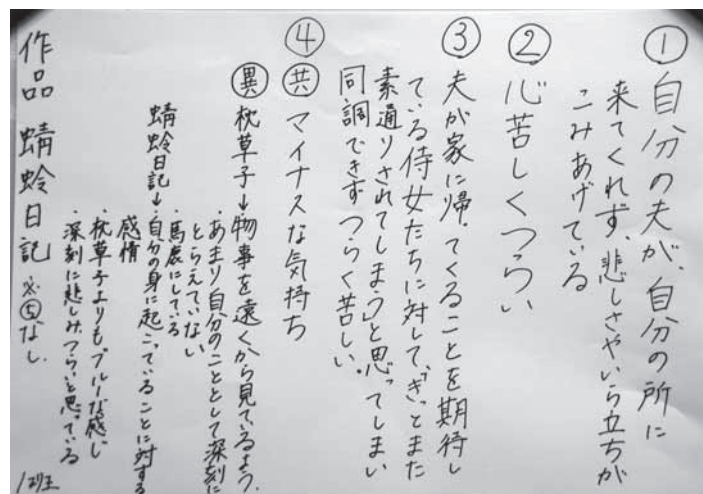 ① 自分の夫が、自分の所に
来てくれず、悲しさやいら立ちが
こみあげている
② 心苦しくつらい
③ 夫が家に帰ってくることを期待し
ている侍女たちに対して、“きっとまた
素通りされてしまう”と思ってしまい
同調できずつらく苦しい。
④ 共 マイナスな気持ち
異 枕草子→物事を遠くから見ているよう。
・あまり自分のこととして深刻に
とらえていない
・馬鹿にしている
蜻蛉日記→・自分の身に起こっていることに対する
感情
・枕草子よりもブルーな感じ
・深刻に悲しみつらいと思っている
作品 蜻蛉日記 ※⑤なし.
1班